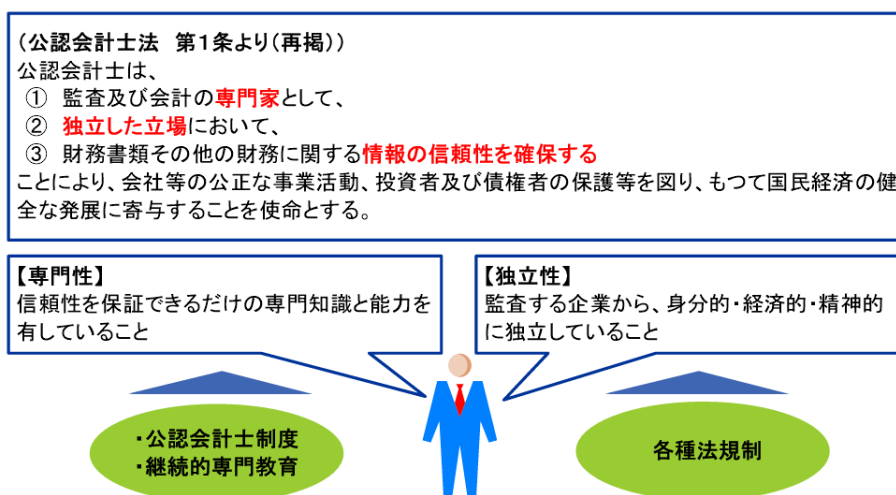 （公認会計士法　第１条より（再掲））
公認会計士は、
①　監査及び会計の専門家として、
②　独立した立場において、
③　財務書類その他の財務に関する情報の信頼性を確保する
ことにより、会社等の公正な事業活動、投資者及び債権者の保護等を図り、もつて国民経済の健
全な発展に寄与することを使命とする。
【専門性】
信頼性を保証できるだけの専門知識と能力を
有していること
【独立性】
監査する企業から、身分的・経済的・精神的
に独立していること
・公認会計士制度
・継続的専門教育
各種法規制